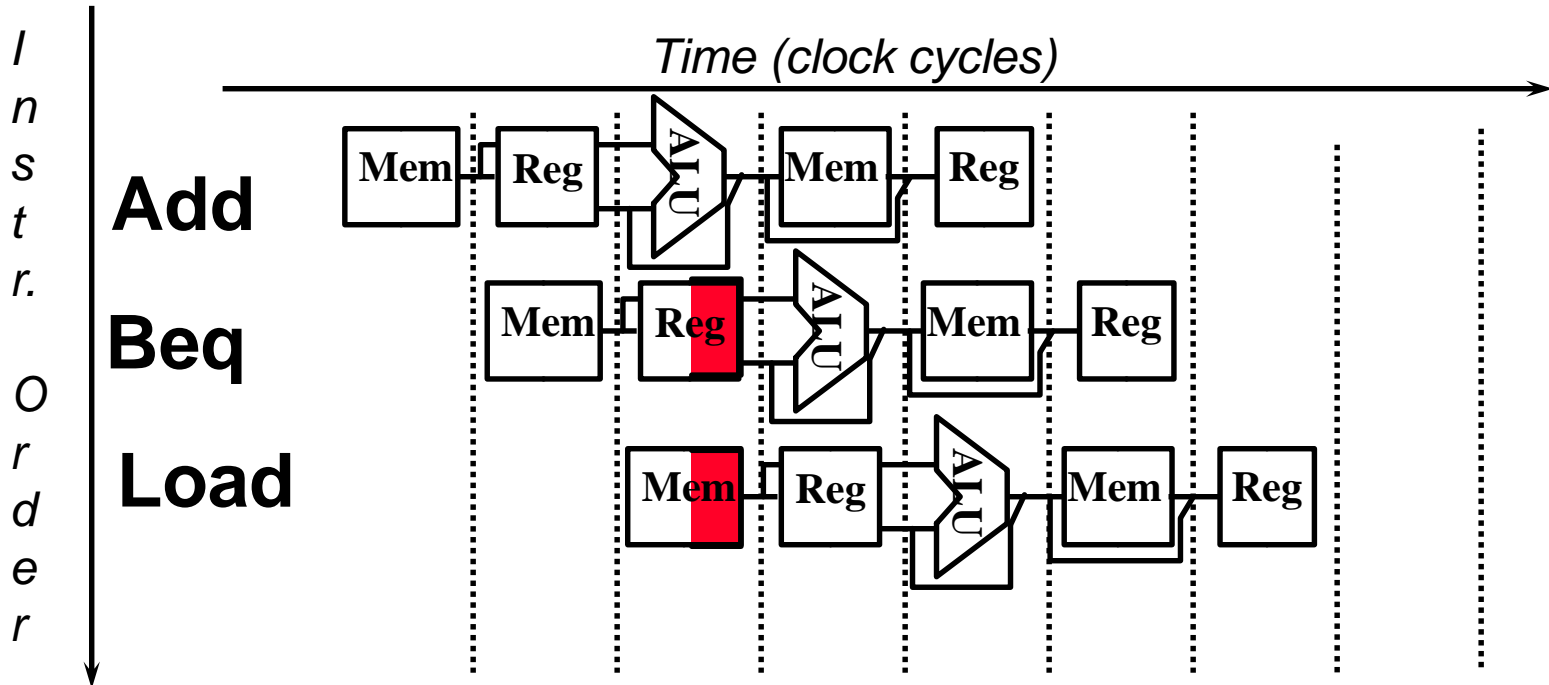 Time (clock cycles)
I
n
s
t
r.
O
r
d
e
r
Add
Mem Reg ALU Mem Reg
Beq
Mem Reg ALU Mem Reg
Load
Mem Reg ALU Mem Reg